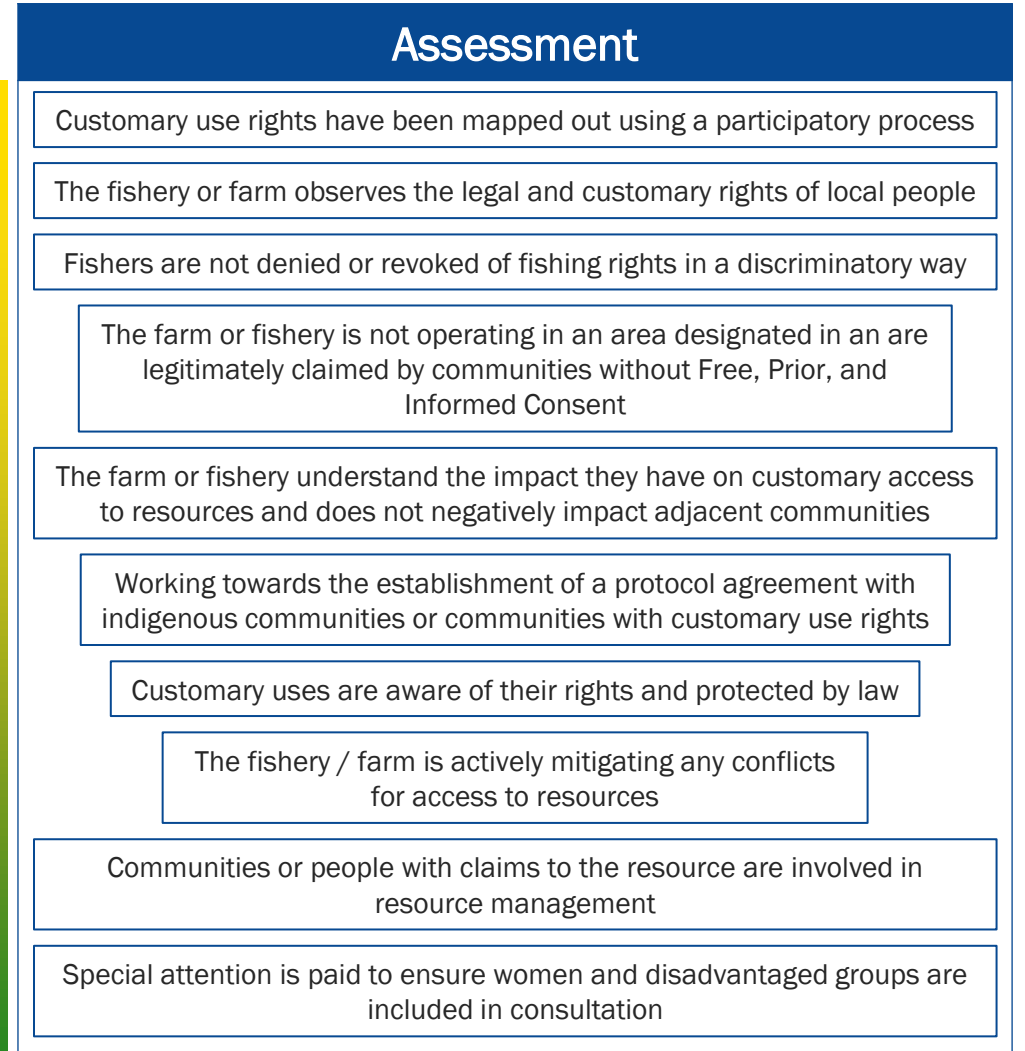 Assessment
Customary use rights have been mapped out using a participatory process
The fishery or farm observes the legal and customary rights of local people
Fishers are not denied or revoked of fishing rights in a discriminatory way
The farm or fishery is not operating in an area designated in an are
legitimately claimed by communities without Free, Prior, and
Informed Consent
The farm or fishery understand the impact they have on customary access
to resources and does not negatively impact adjacent communities
Working towards the establishment of a protocol agreement with
indigenous communities or communities with customary use rights
Customary uses are aware of their rights and protected by law
The fishery / farm is actively mitigating any conflicts
for access to resources
Communities or people with claims to the resource are involved in
resource management
Special attention is paid to ensure women and disadvantaged groups are
included in consultation